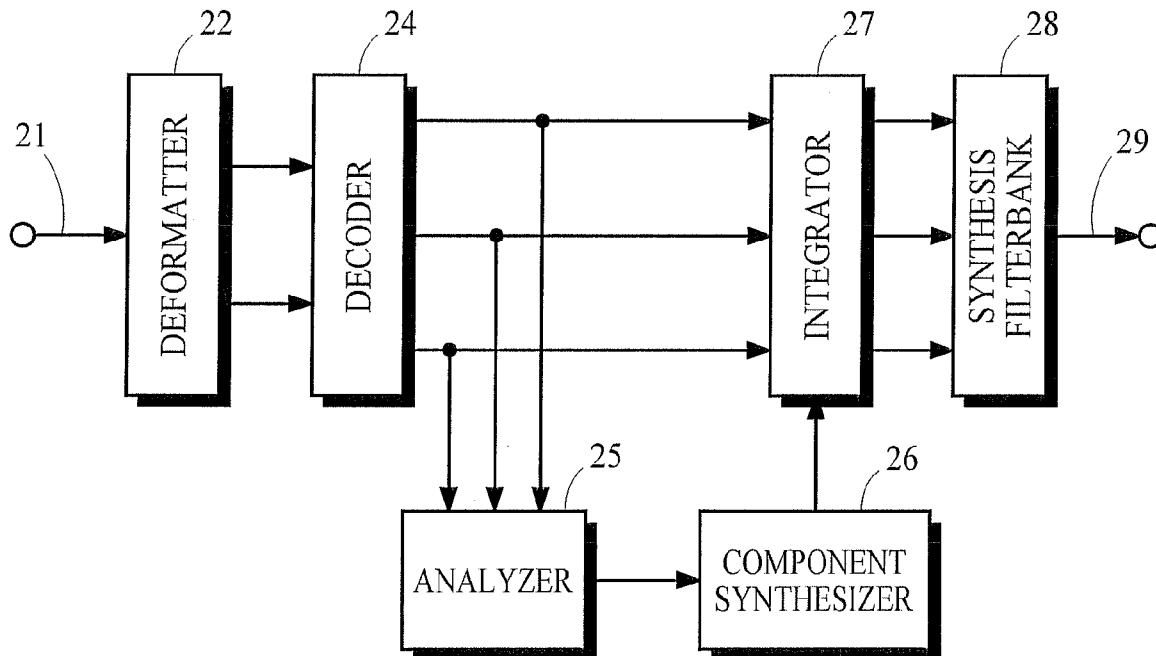 22
24
27
28
21
29
DEFORMATTER
DECODER
INTEGRATOR
SYNTHESIS
FILTERBANK
25
26
ANALYZER
COMPONENT
SYNTHESIZER